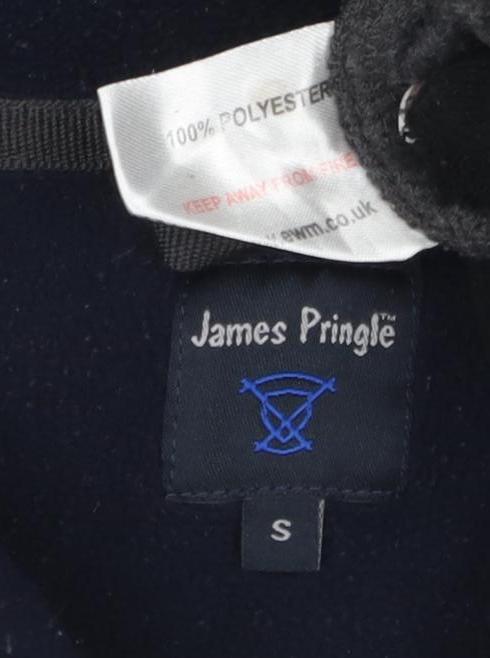 100% POLYESTER
KEEP AWAY FROM FIRE
ewm.co.uk
James Pringle™
S